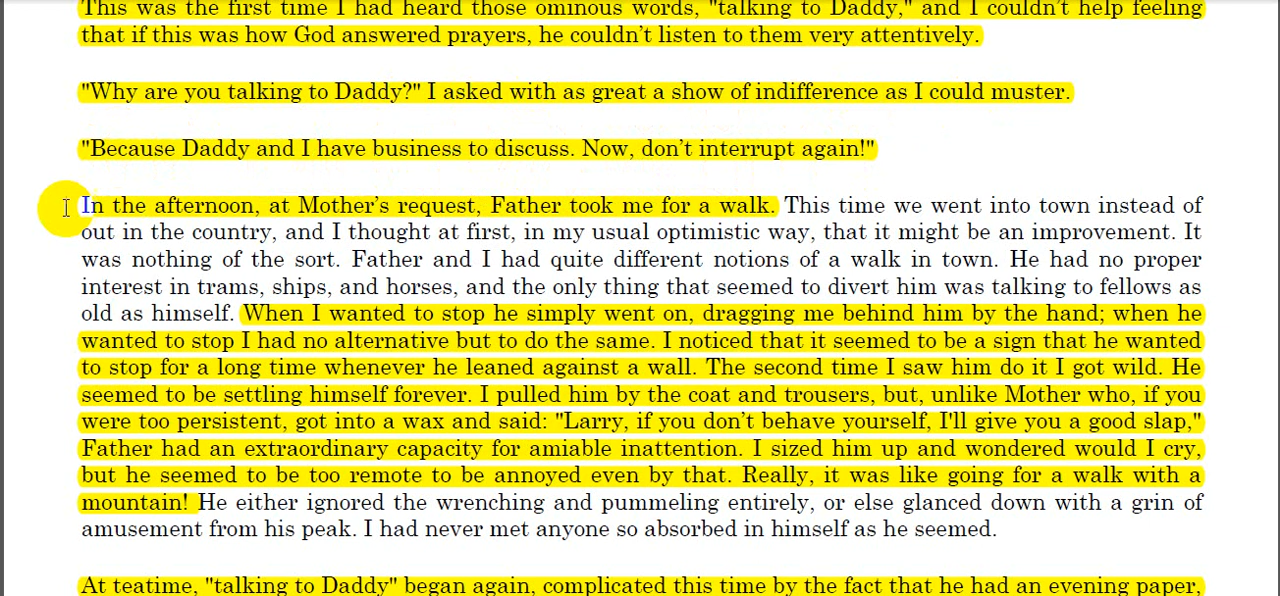 This was the first time I had heard those ominous words, "talking to Daddy," and I couldn't help feeling
that if this was how God answered prayers, he couldn't listen to them very attentively.
"Why are you talking to Daddy?" I asked with as great a show of indifference as I could muster.
"Because Daddy and I have business to discuss. Now, don't interrupt again!"
In the afternoon, at Mother's request, Father took me for a walk. This time we went into town instead of
out in the country, and I thought at first, in my usual optimistic way, that it might be an improvement. It
was nothing of the sort. Father and I had quite different notions of a walk in town. He had no proper
interest in trams, ships, and horses, and the only thing that seemed to divert him was talking to fellows as
old as himself. When I wanted to stop he simply went on, dragging me behind him by the hand; when he
wanted to stop I had no alternative but to do the same. I noticed that it seemed to be a sign that he wanted
to stop for a long time whenever he leaned against a wall. The second time I saw him do it I got wild. He
seemed to be settling himself forever. I pulled him by the coat and trousers, but, unlike Mother who, if you
were too persistent, got into a wax and said: "Larry, if you don't behave yourself, I'll give you a good slap,"
Father had an extraordinary capacity for amiable inattention. I sized him up and wondered would I cry,
but he seemed to be too remote to be annoyed even by that. Really, it was like going for a walk with a
mountain! He either ignored the wrenching and pummeling entirely, or else glanced down with a grin of
amusement from his peak. I had never met anyone so absorbed in himself as he seemed.
At teatime, "talking to Daddy" began again, complicated this time by the fact that he had an evening paper,